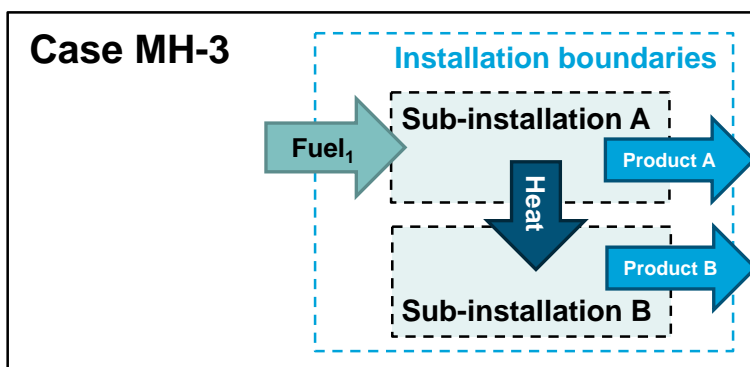 Case MH-3
Installation boundaries
Sub-installation A
Fuel₁
Product A
Heat
Product B
Sub-installation B